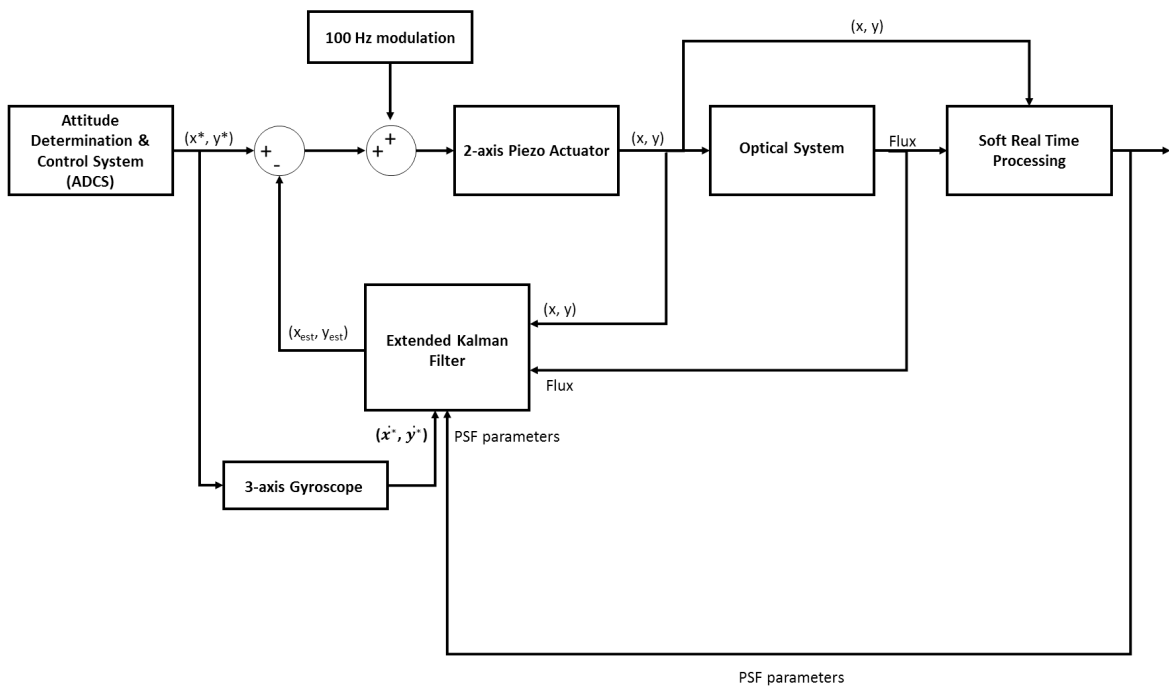 100 Hz modulation
(x, y)
Attitude
Determination &
Control System
(ADCS)
(x*, y*)
+
-
+
+
2-axis Piezo Actuator
(x, y)
Optical System
Flux
Soft Real Time
Processing
(x, y)
(xₑₛₜ, yₑₛₜ)
Extended Kalman
Filter
Flux
(ẋ*, ẏ*)
PSF parameters
3-axis Gyroscope
PSF parameters